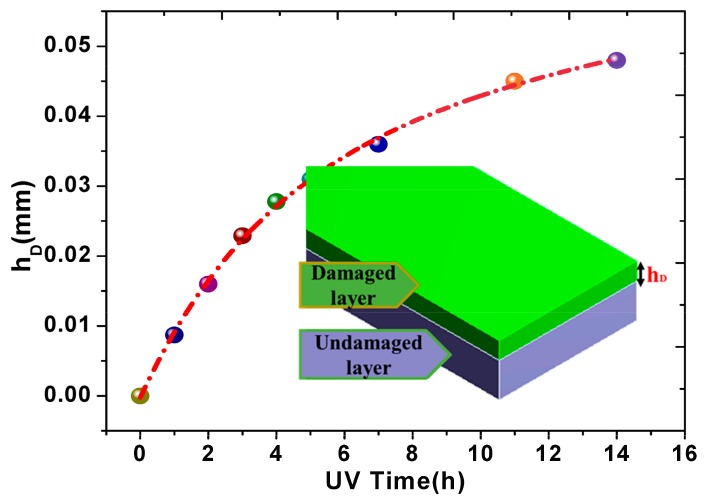 0.05
0.04
0.03
0.02
0.01
0.00
h_D(mm)
Damaged
layer
Undamaged
layer
h_D
0 2 4 6 8 10 12 14 16
UV Time(h)